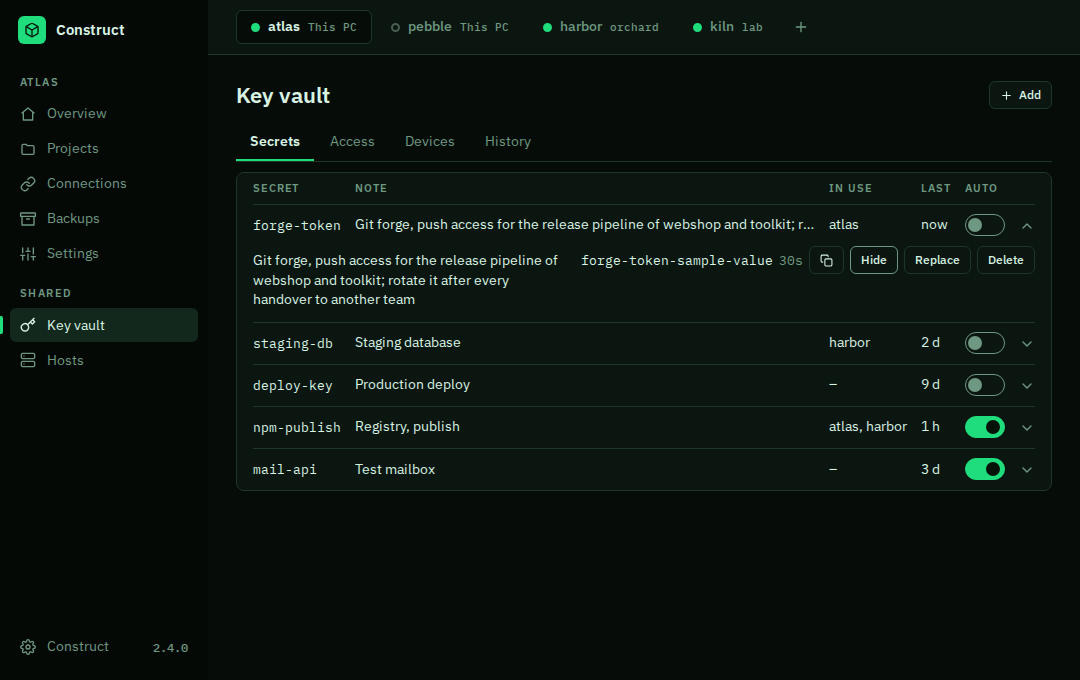 Construct
atlas This PC
pebble This PC
harbor orchard
kiln lab
ATLAS
Overview
Projects
Connections
Backups
Settings
SHARED
Key vault
Hosts
Construct 2.4.0
Key vault
Add
Secrets Access Devices History
SECRET NOTE IN USE LAST AUTO
forge-token Git forge, push access for the release pipeline of webshop and toolkit; r... atlas now
Git forge, push access for the release pipeline of
webshop and toolkit; rotate it after every
handover to another team
forge-token-sample-value 30s Hide Replace Delete
staging-db Staging database harbor 2 d
deploy-key Production deploy – 9 d
npm-publish Registry, publish atlas, harbor 1 h
mail-api Test mailbox – 3 d